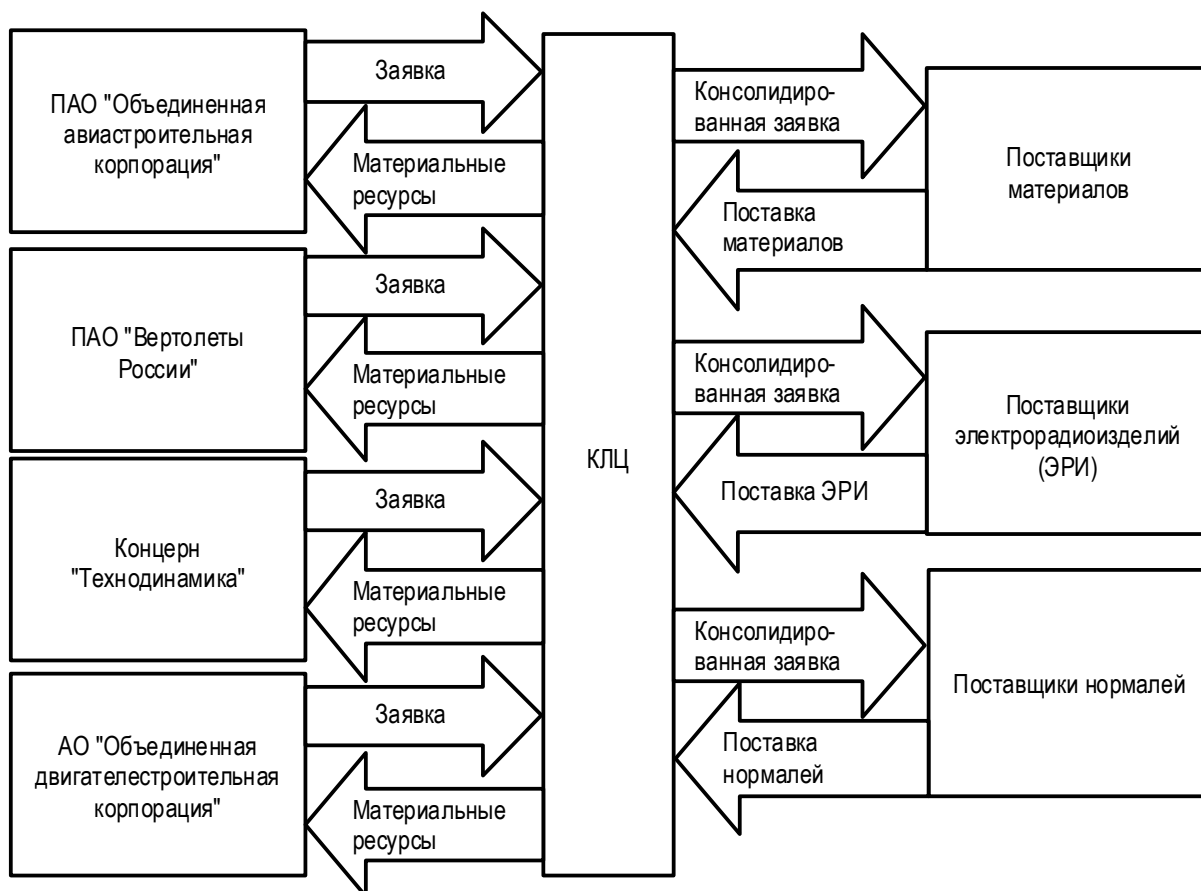 ПАО "Объединенная
авиастроительная
корпорация"
Заявка
Материальные
ресурсы
ПАО "Вертолеты
России"
Заявка
Материальные
ресурсы
Концерн
"Технодинамика"
Заявка
Материальные
ресурсы
АО "Объединенная
двигателестроительная
корпорация"
Заявка
Материальные
ресурсы
КЛЦ
Консолидиро-
ванная заявка
Поставка
материалов
Поставщики
материалов
Консолидиро-
ванная заявка
Поставка ЭРИ
Поставщики
электрорадиоизделий
(ЭРИ)
Консолидиро-
ванная заявка
Поставка
нормалей
Поставщики нормалей